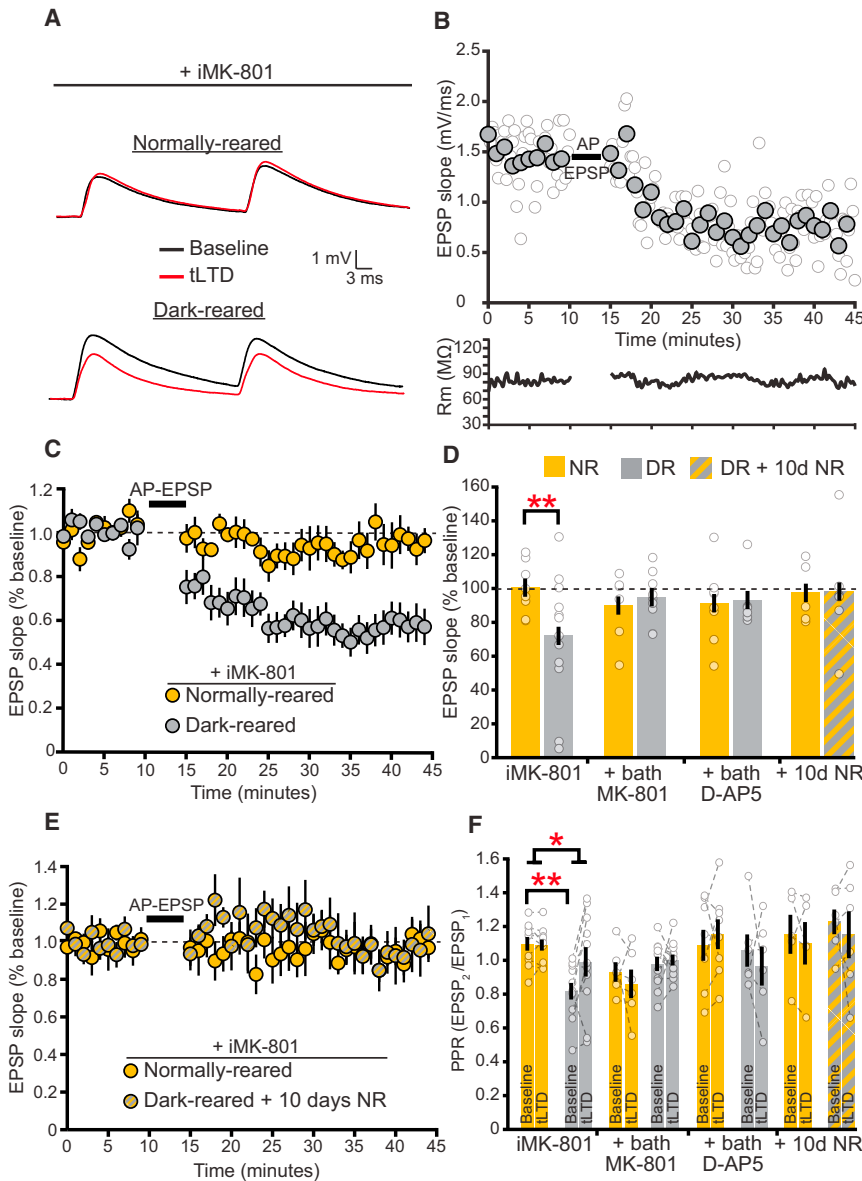 A
+ iMK-801
Normally-reared
Baseline
tLTD
1 mV
3 ms
Dark-reared
B
EPSP slope (mV/ms)
2.5
2.0
1.5
1.0
0.5
0
AP
EPSP
0 5 10 15 20 25 30 35 40 45
Time (minutes)
Rm (MΩ)
120
90
60
30
C
EPSP slope (% baseline)
1.2
1.0
0.8
0.6
0.4
0.2
0
AP-EPSP
+ iMK-801
Normally-reared
Dark-reared
0 5 10 15 20 25 30 35 40 45
Time (minutes)
D
NR DR DR + 10d NR
EPSP slope (% baseline)
160
140
120
100
80
60
40
20
0
**
iMK-801 + bath MK-801 + bath D-AP5 + 10d NR
E
EPSP slope (% baseline)
1.4
1.2
1.0
0.8
0.6
0.4
0.2
0
AP-EPSP
+ iMK-801
Normally-reared
Dark-reared + 10 days NR
0 5 10 15 20 25 30 35 40 45
Time (minutes)
F
PPR (EPSP2/EPSP1)
1.6
1.4
1.2
1.0
0.8
0.6
0.4
0.2
0
*
**
Baseline tLTD Baseline tLTD Baseline tLTD Baseline tLTD Baseline tLTD Baseline tLTD Baseline tLTD Baseline tLTD
iMK-801 + bath MK-801 + bath D-AP5 + 10d NR